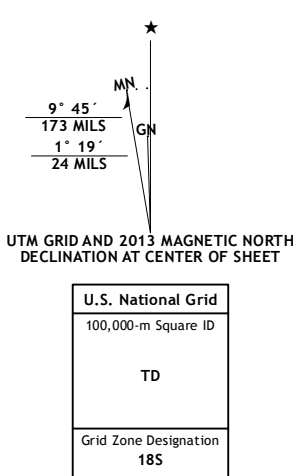 ★
MN
9° 45´
173 MILS
GN
1° 19´
24 MILS
UTM GRID AND 2013 MAGNETIC NORTH
DECLINATION AT CENTER OF SHEET
U.S. National Grid
100,000-m Square ID
TD
Grid Zone Designation
18S